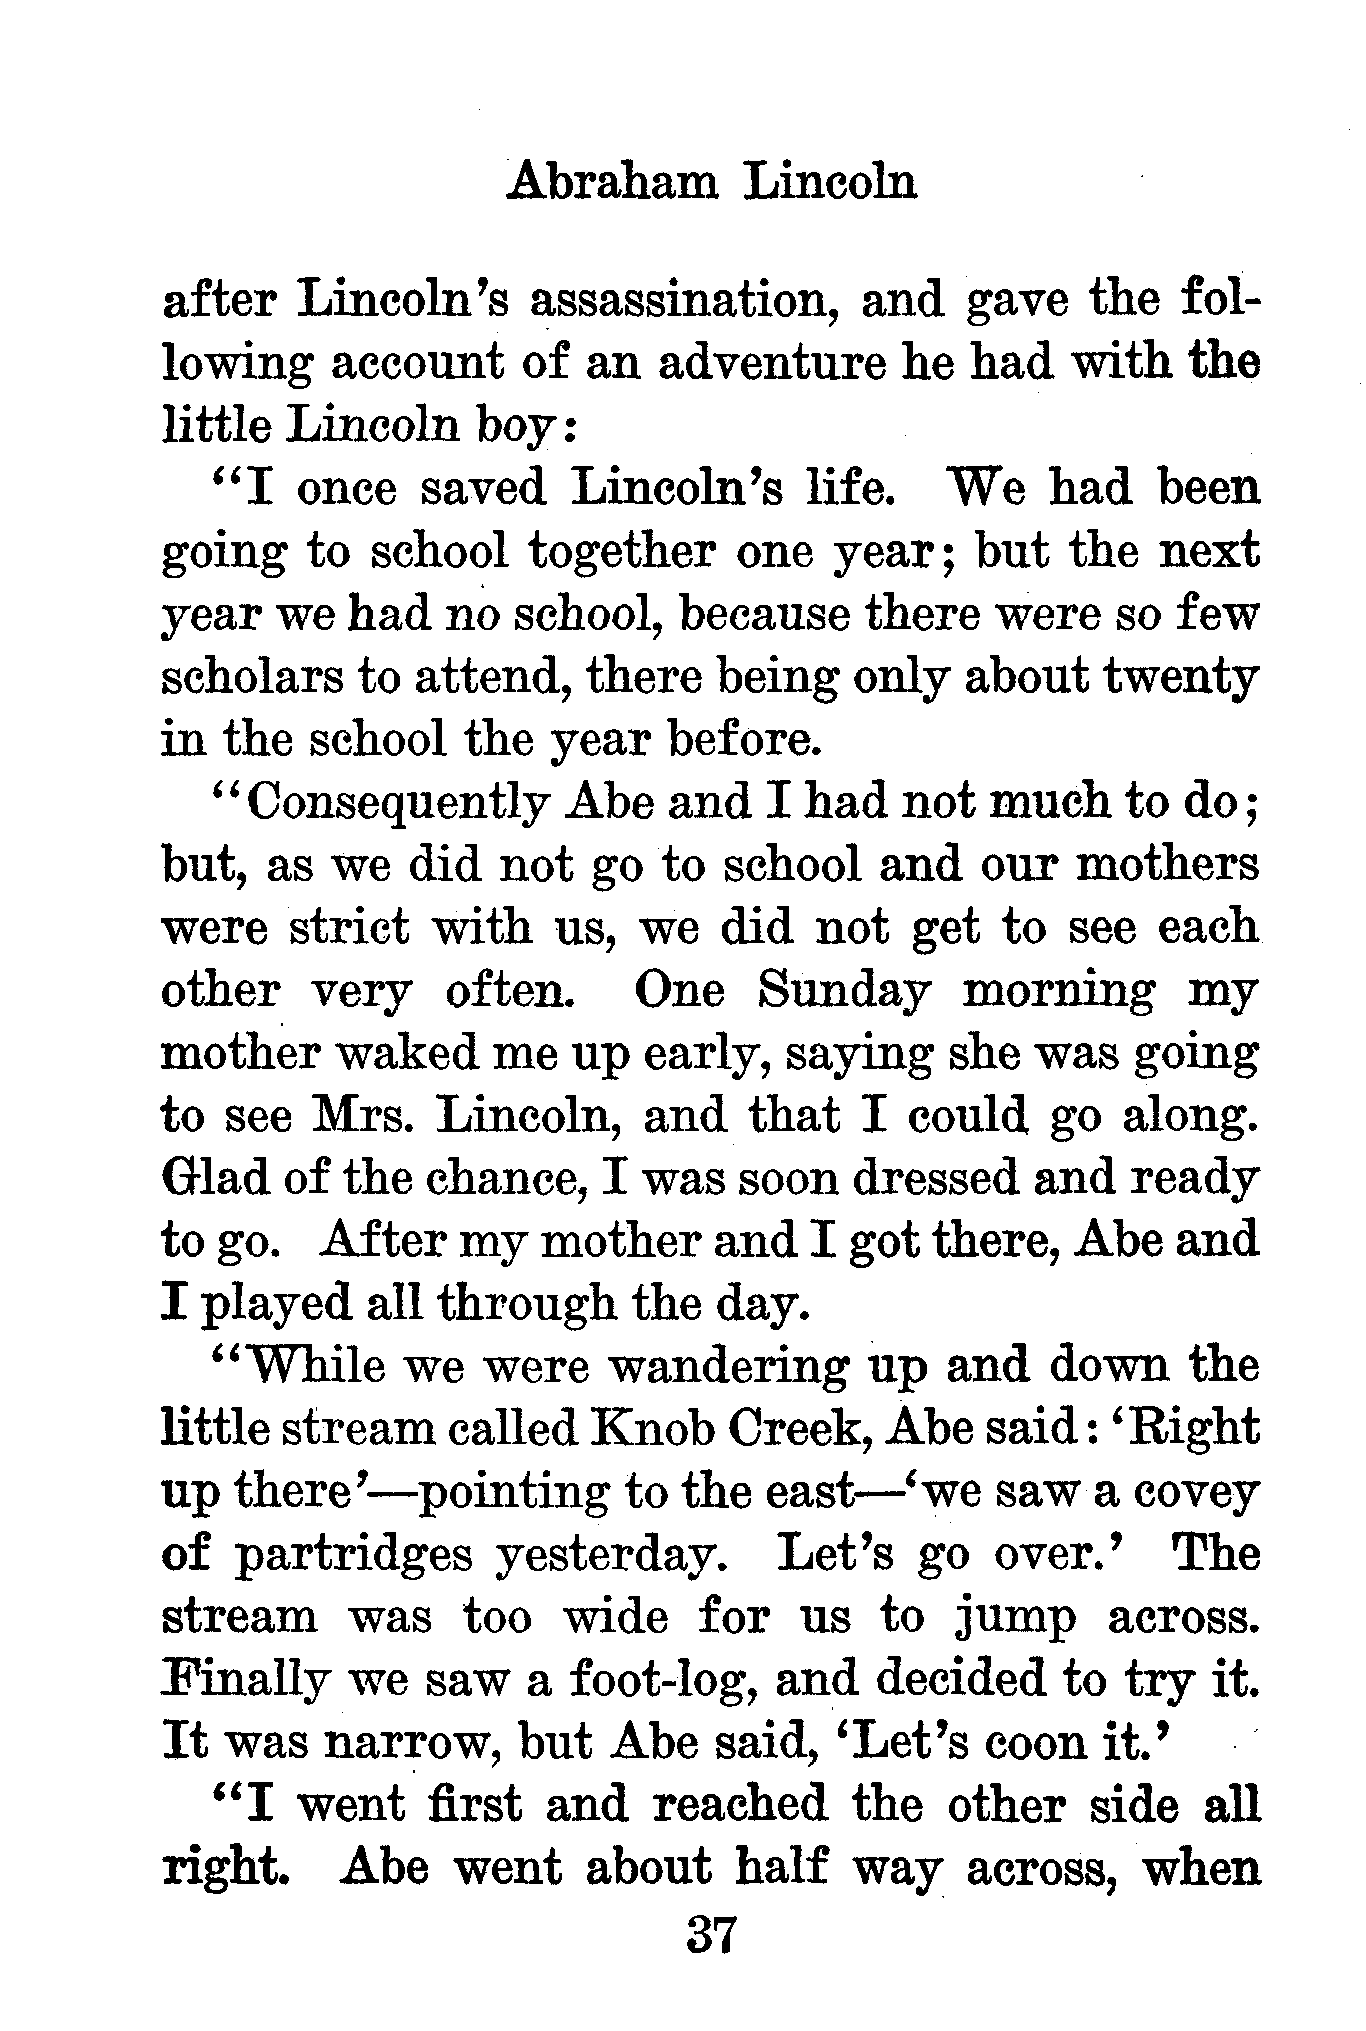 Abraham Lincoln
after Lincoln's assassination, and gave the fol-
lowing account of an adventure he had with the
little Lincoln boy:
"I once saved Lincoln's life. We had been
going to school together one year; but the next
year we had no school, because there were so few
scholars to attend, there being only about twenty
in the school the year before.
"Consequently Abe and I had not much to do;
but, as we did not go to school and our mothers
were strict with us, we did not get to see each
other very often. One Sunday morning my
mother waked me up early, saying she was going
to see Mrs. Lincoln, and that I could go along.
Glad of the chance, I was soon dressed and ready
to go. After my mother and I got there, Abe and
I played all through the day.
"While we were wandering up and down the
little stream called Knob Creek, Abe said: 'Right
up there'—pointing to the east—'we saw a covey
of partridges yesterday. Let's go over.' The
stream was too wide for us to jump across.
Finally we saw a foot-log, and decided to try it.
It was narrow, but Abe said, 'Let's coon it.'
"I went first and reached the other side all
right. Abe went about half way across, when
37